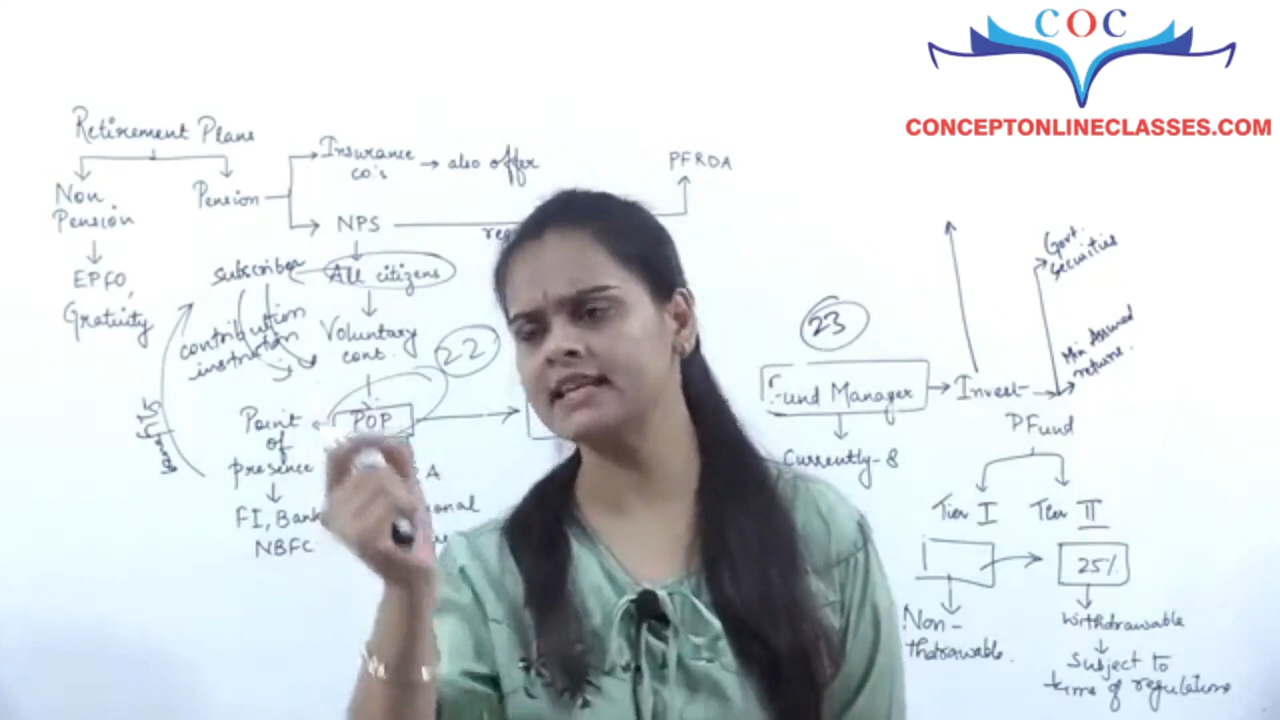 COC
CONCEPTONLINECLASSES.COM
Retirement Plans
Non
Pension
EPFO,
Gratuity
Pension
Insurance
co's
also offer
NPS
PFRDA
subscriber
All citizens
contribution
instruction
Voluntary
cont.
22
Point
of
presence
POP
FI, Bank
NBFC
A
onal
23
Fund Manager
Currently - 8
Invest
Govt.
Securities
Min Assured
returns.
PFund
Tier I
Tier II
25%
Non-
thdrawable.
withdrawable
Subject to
terms of regulations